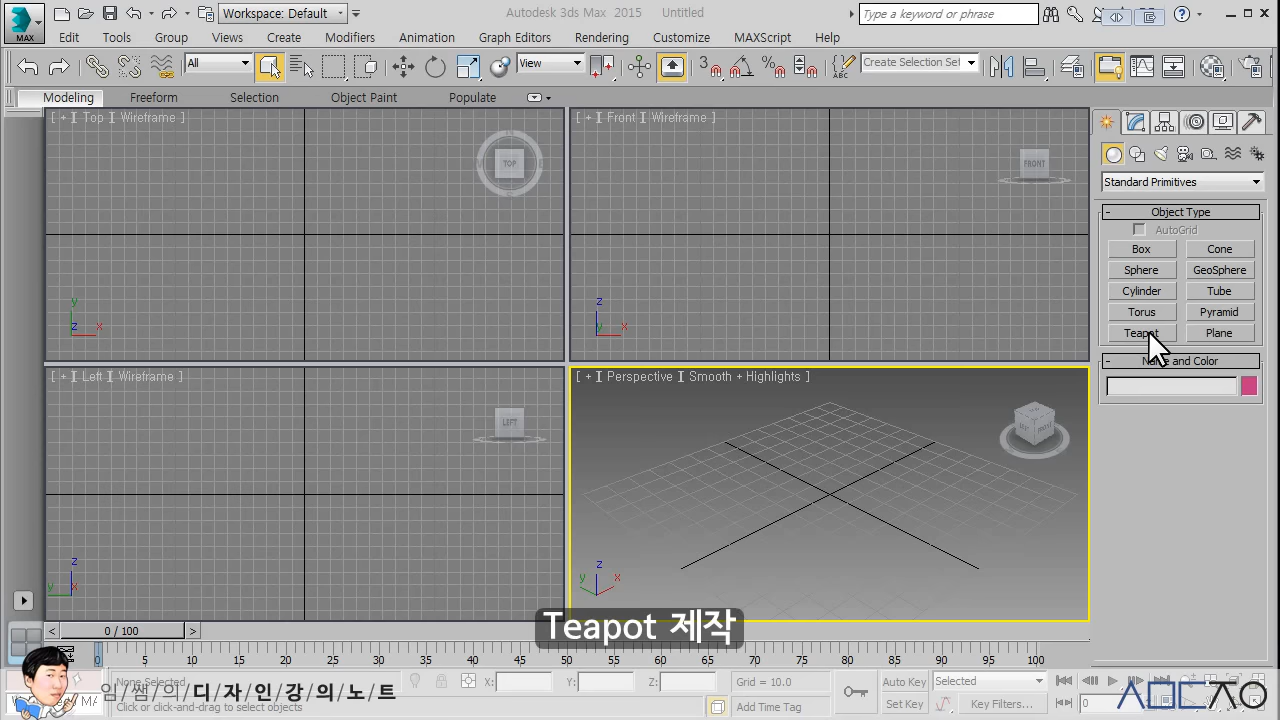 MAX
Workspace: Default
Autodesk 3ds Max 2015 Untitled
Type a keyword or phrase
Edit Tools Group Views Create Modifiers Animation Graph Editors Rendering Customize MAXScript Help
All
View
3
Create Selection Set
Modeling Freeform Selection Object Paint Populate
[ + ] [ Top ] [ Wireframe ]
TOP
y
z x
[ + ] [ Front ] [ Wireframe ]
FRONT
z
y x
Standard Primitives
- Object Type
AutoGrid
Box Cone
Sphere GeoSphere
Cylinder Tube
Torus Pyramid
Teapot Plane
- Name and Color
[ + ] [ Left ] [ Wireframe ]
LEFT
z
y x
[ + ] [ Perspective ] [ Smooth + Highlights ]
z
y x
Teapot 제작
< 0 / 100 >
0 5 10 15 20 25 30 35 40 45 50 55 60 65 70 75 80 85 90 95 100
None Selected
X: Y: Z: Grid = 10.0
Auto Key Selected
임/쌤/의/디/자/인/강/의/노/트
Click or click-and-drag to select objects
Add Time Tag
Set Key Key Filters... 0